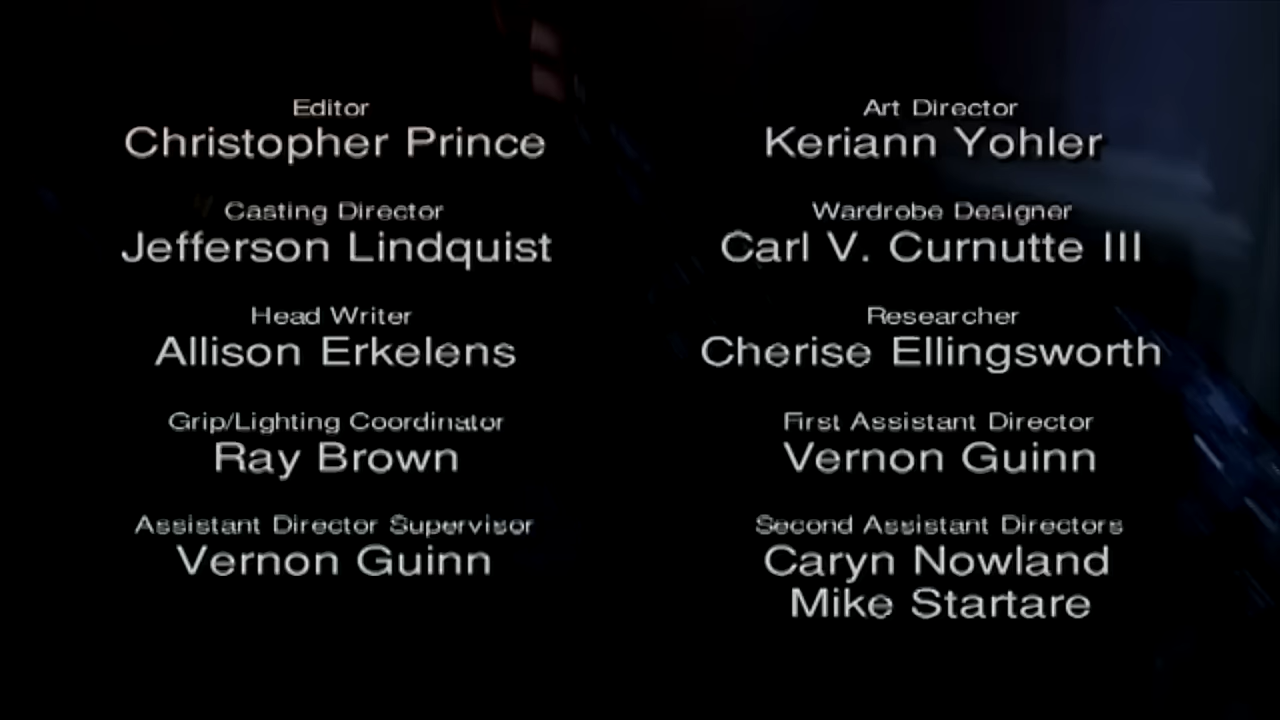 Editor
Christopher Prince
Casting Director
Jefferson Lindquist
Head Writer
Allison Erkelens
Grip/Lighting Coordinator
Ray Brown
Assistant Director Supervisor
Vernon Guinn
Art Director
Keriann Yohler
Wardrobe Designer
Carl V. Curnutte III
Researcher
Cherise Ellingsworth
First Assistant Director
Vernon Guinn
Second Assistant Directors
Caryn Nowland
Mike Startare